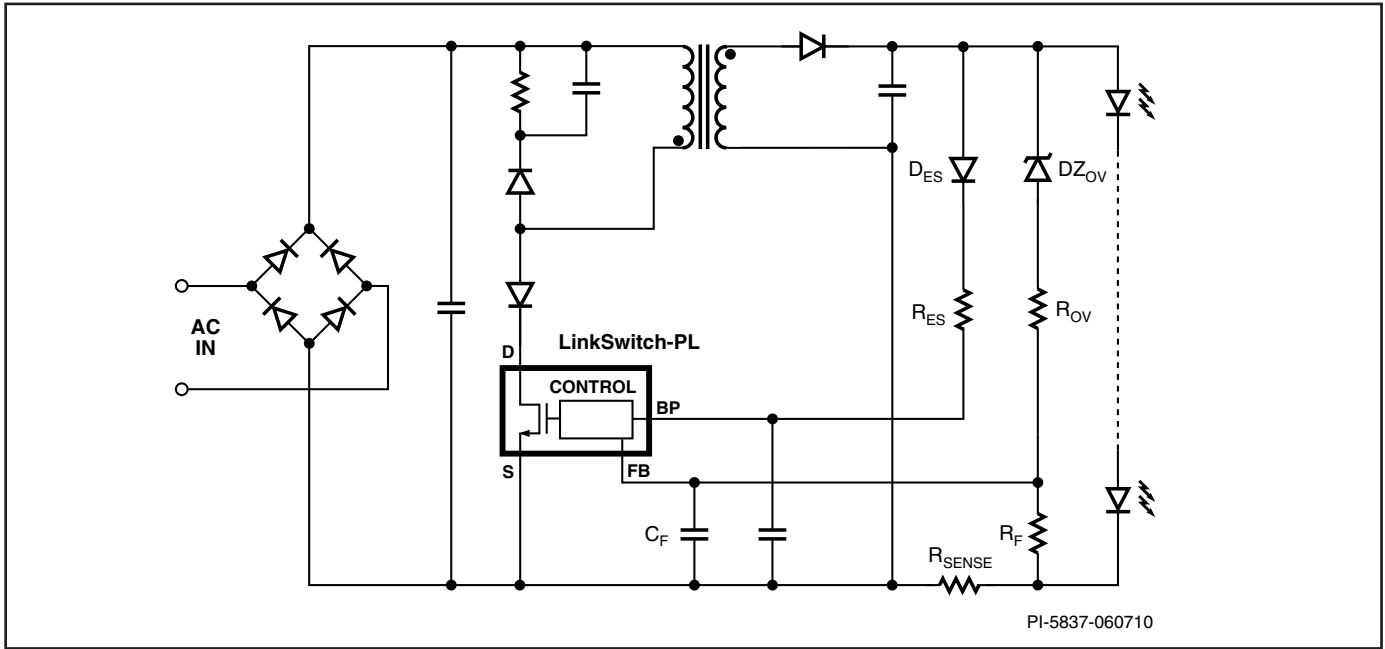 AC
IN
LinkSwitch-PL
D
CONTROL
BP
S
FB
D_ES
DZ_OV
R_ES
R_OV
C_F
R_F
R_SENSE
PI-5837-060710